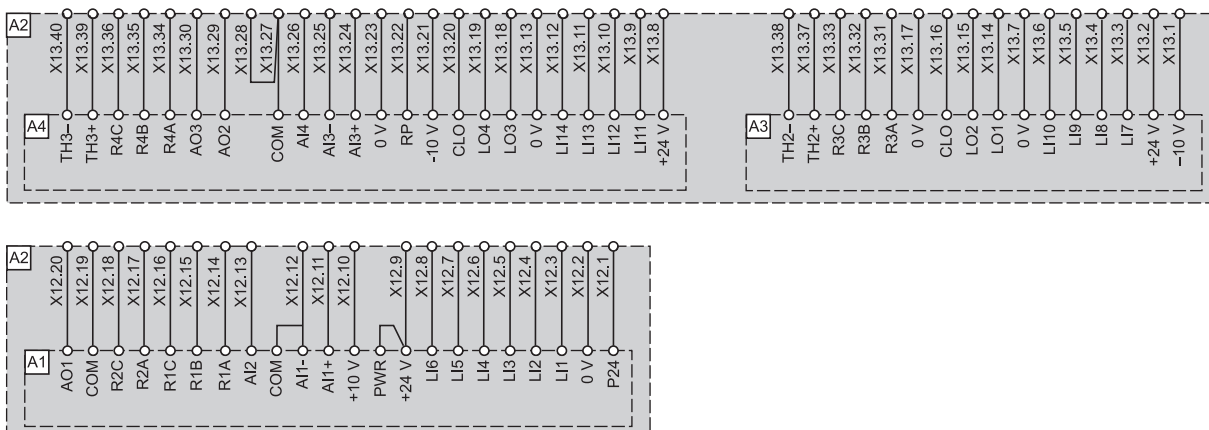 A2
X13.40
X13.39
X13.36
X13.35
X13.34
X13.30
X13.29
X13.28
X13.27
X13.26
X13.25
X13.24
X13.23
X13.22
X13.21
X13.20
X13.19
X13.18
X13.13
X13.12
X13.11
X13.10
X13.9
X13.8
X13.38
X13.37
X13.33
X13.32
X13.31
X13.17
X13.16
X13.15
X13.14
X13.7
X13.6
X13.5
X13.4
X13.3
X13.2
X13.1
A4
TH3–
TH3+
R4C
R4B
R4A
AO3
AO2
COM
AI4
AI3–
AI3+
0 V
RP
-10 V
CLO
LO4
LO3
0 V
LI14
LI13
LI12
LI11
+24 V
A3
TH2–
TH2+
R3C
R3B
R3A
0 V
CLO
LO2
LO1
0 V
LI10
LI9
LI8
LI7
+24 V
–10 V
A2
X12.20
X12.19
X12.18
X12.17
X12.16
X12.15
X12.14
X12.13
X12.12
X12.11
X12.10
X12.9
X12.8
X12.7
X12.6
X12.5
X12.4
X12.3
X12.2
X12.1
A1
AO1
COM
R2C
R2A
R1C
R1B
R1A
AI2
COM
AI1-
AI1+
+10 V
PWR
+24 V
LI6
LI5
LI4
LI3
LI2
LI1
0 V
P24